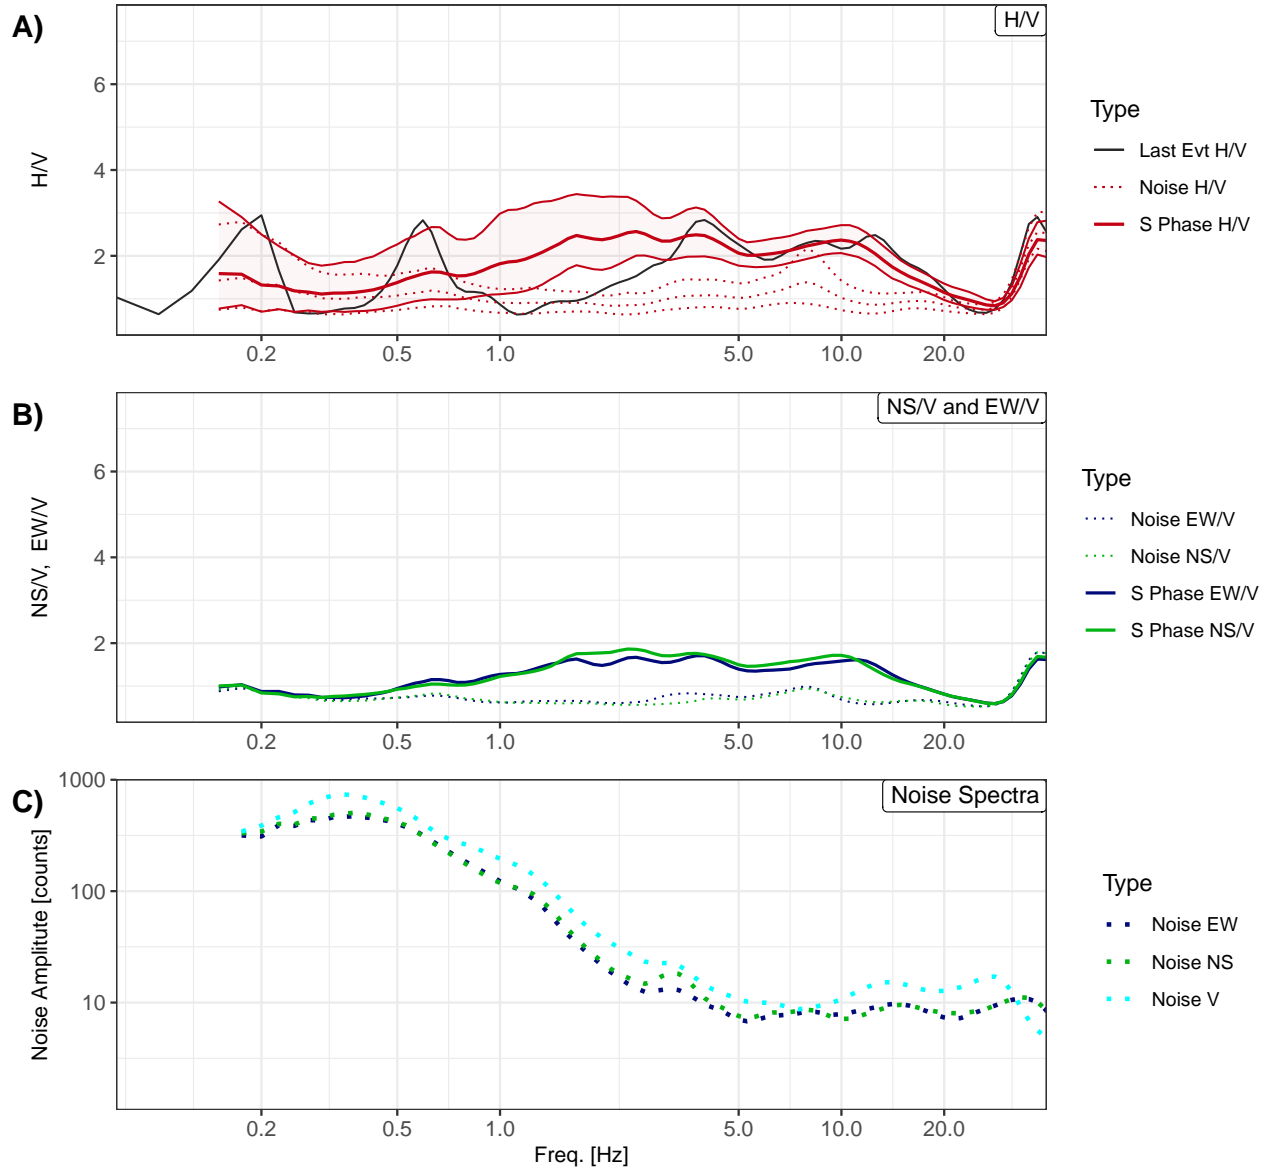 A)
H/V
6
4
2
H/V
0.2 0.5 1.0 5.0 10.0 20.0
Type
Last Evt H/V
Noise H/V
S Phase H/V
B)
NS/V and EW/V
6
4
2
NS/V, EW/V
0.2 0.5 1.0 5.0 10.0 20.0
Type
Noise EW/V
Noise NS/V
S Phase EW/V
S Phase NS/V
C)
Noise Spectra
1000
100
10
Noise Amplitute [counts]
0.2 0.5 1.0 5.0 10.0 20.0
Freq. [Hz]
Type
Noise EW
Noise NS
Noise V